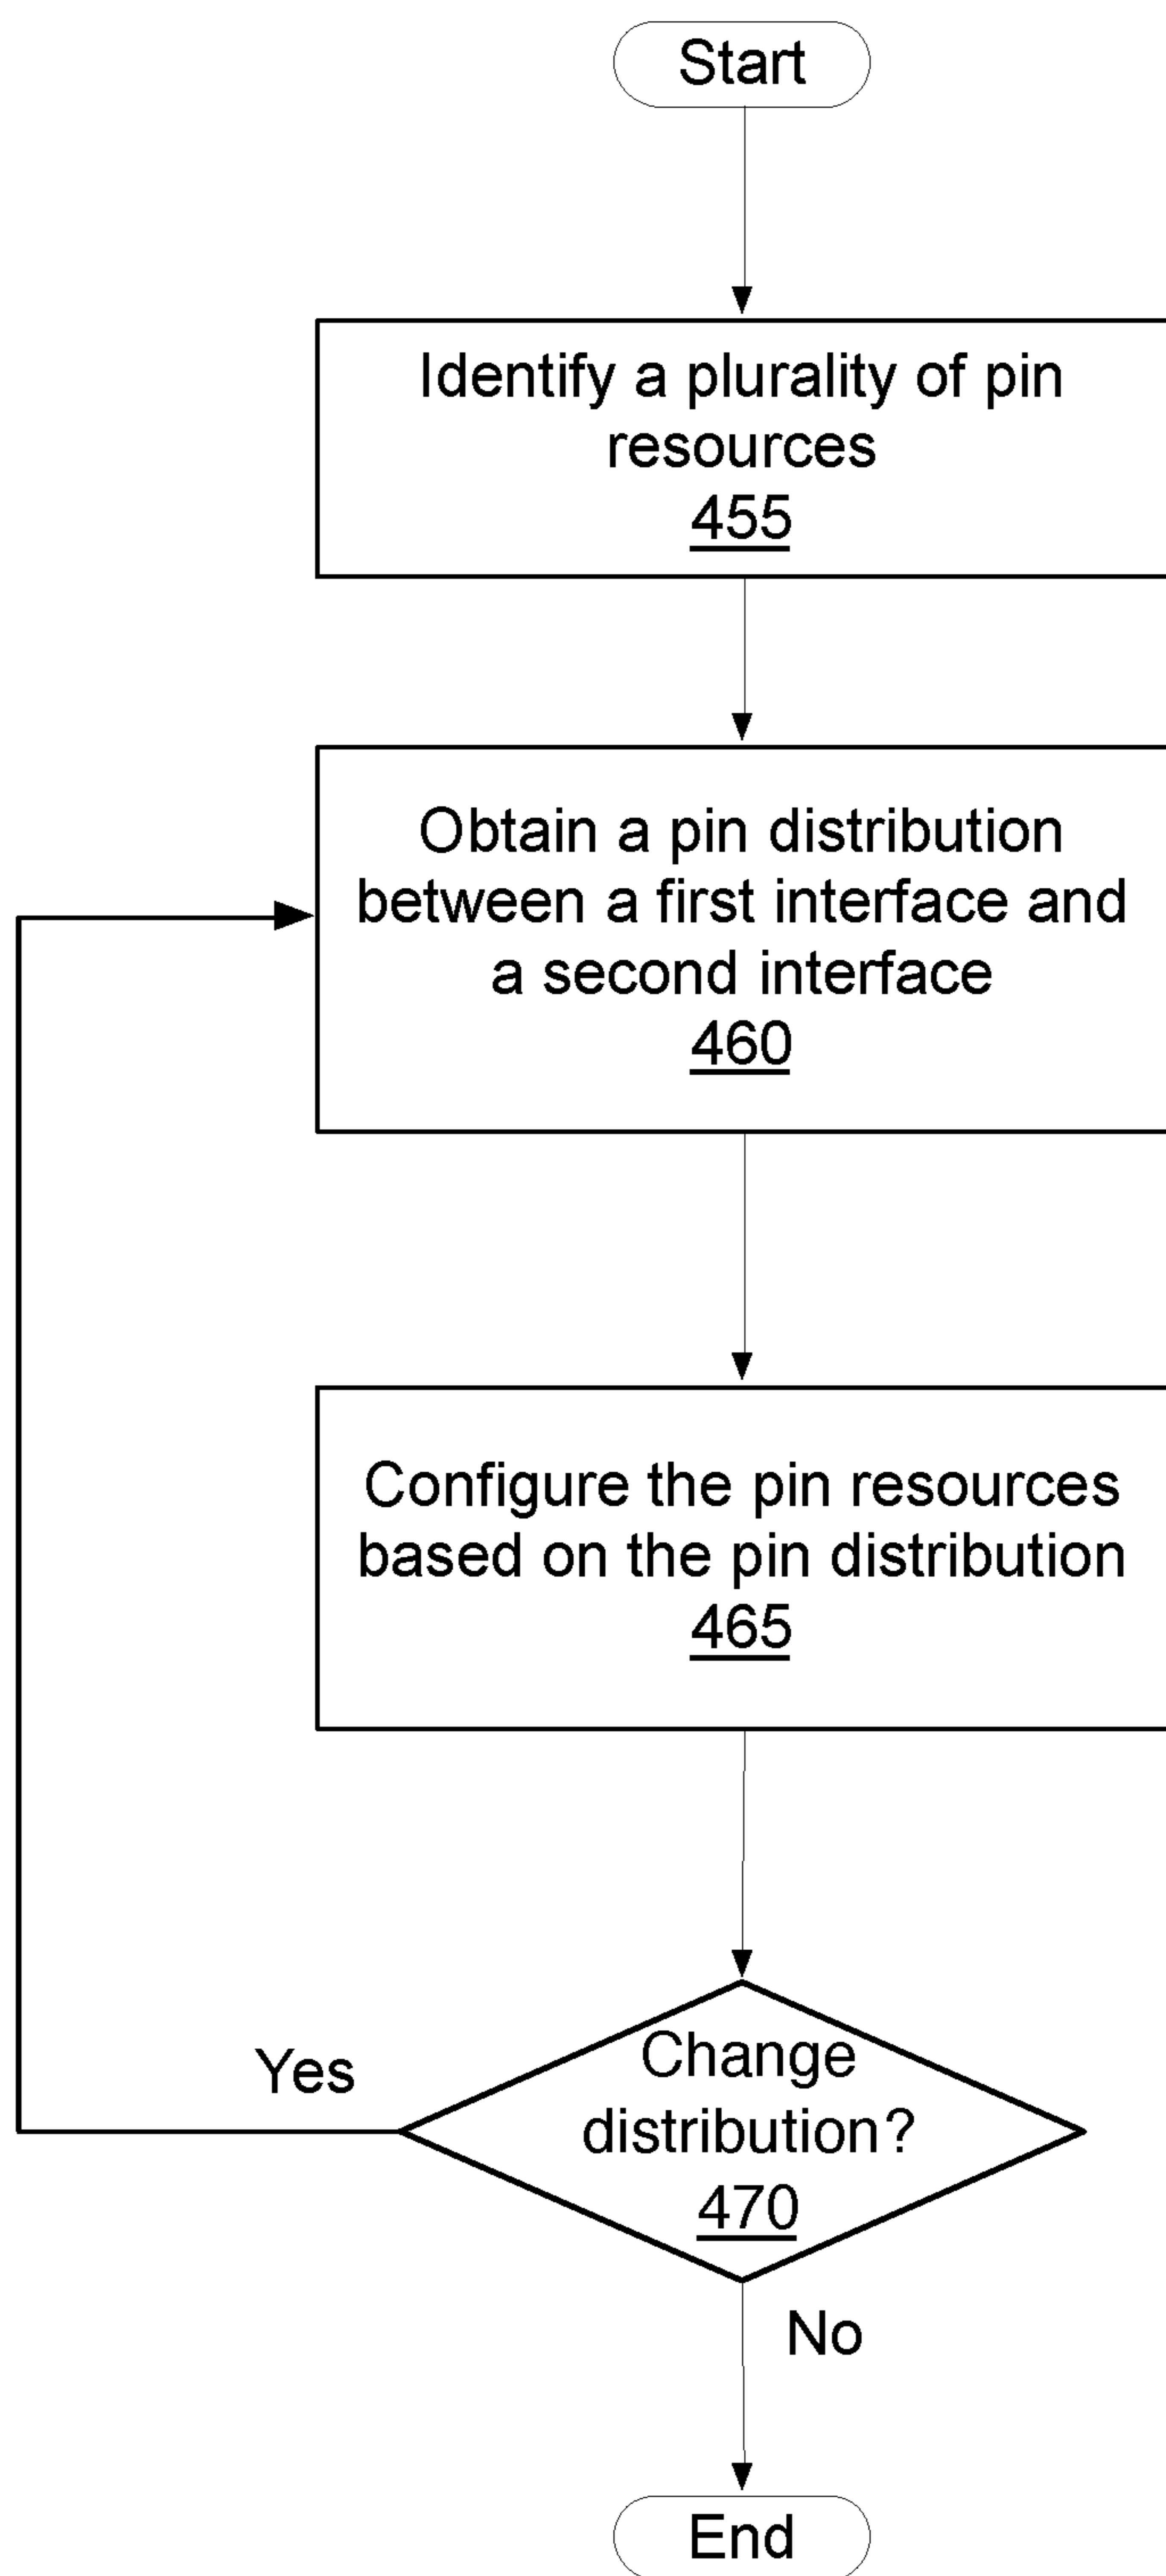 Start
Identify a plurality of pin
resources
455
Obtain a pin distribution
between a first interface and
a second interface
460
Configure the pin resources
based on the pin distribution
465
Change
distribution?
470
Yes
No
End